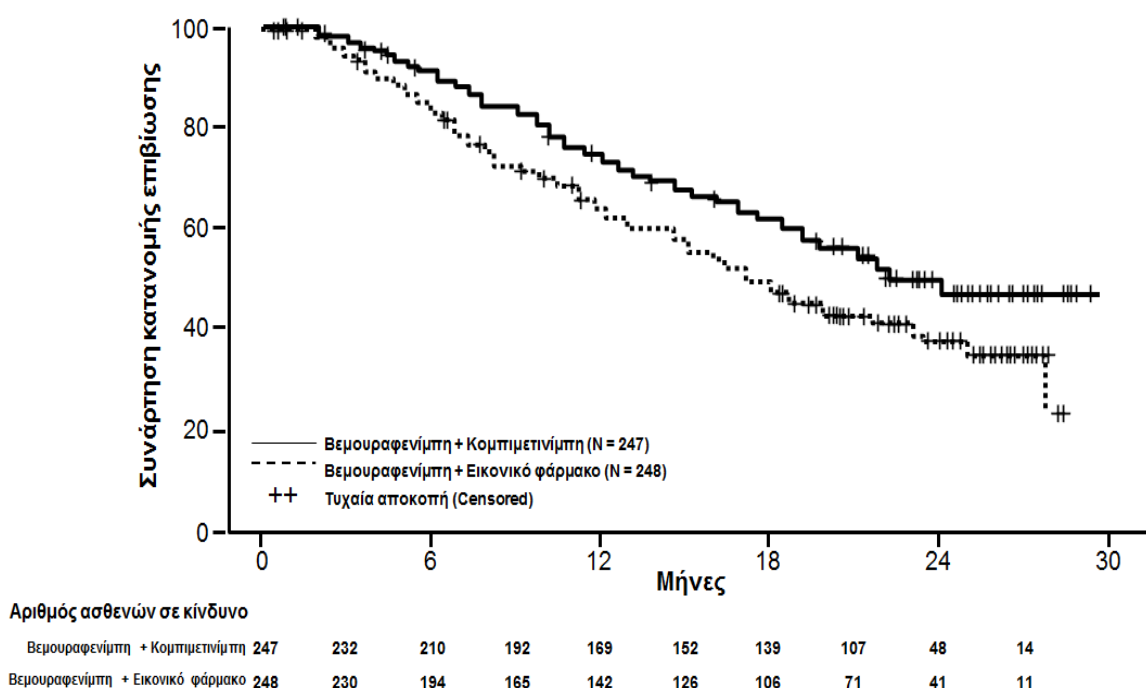 Συνάρτηση κατανομής επιβίωσης
100
80
60
40
20
0
Βεμουραφενίμπη + Κομπιμετινίμπη (N = 247)
Βεμουραφενίμπη + Εικονικό φάρμακο (N = 248)
Τυχαία αποκοπή (Censored)
0 6 12 18 24 30
Μήνες
Αριθμός ασθενών σε κίνδυνο
Βεμουραφενίμπη + Κομπιμετινίμπη 247 232 210 192 169 152 139 107 48 14
Βεμουραφενίμπη + Εικονικό φάρμακο 248 230 194 165 142 126 106 71 41 11